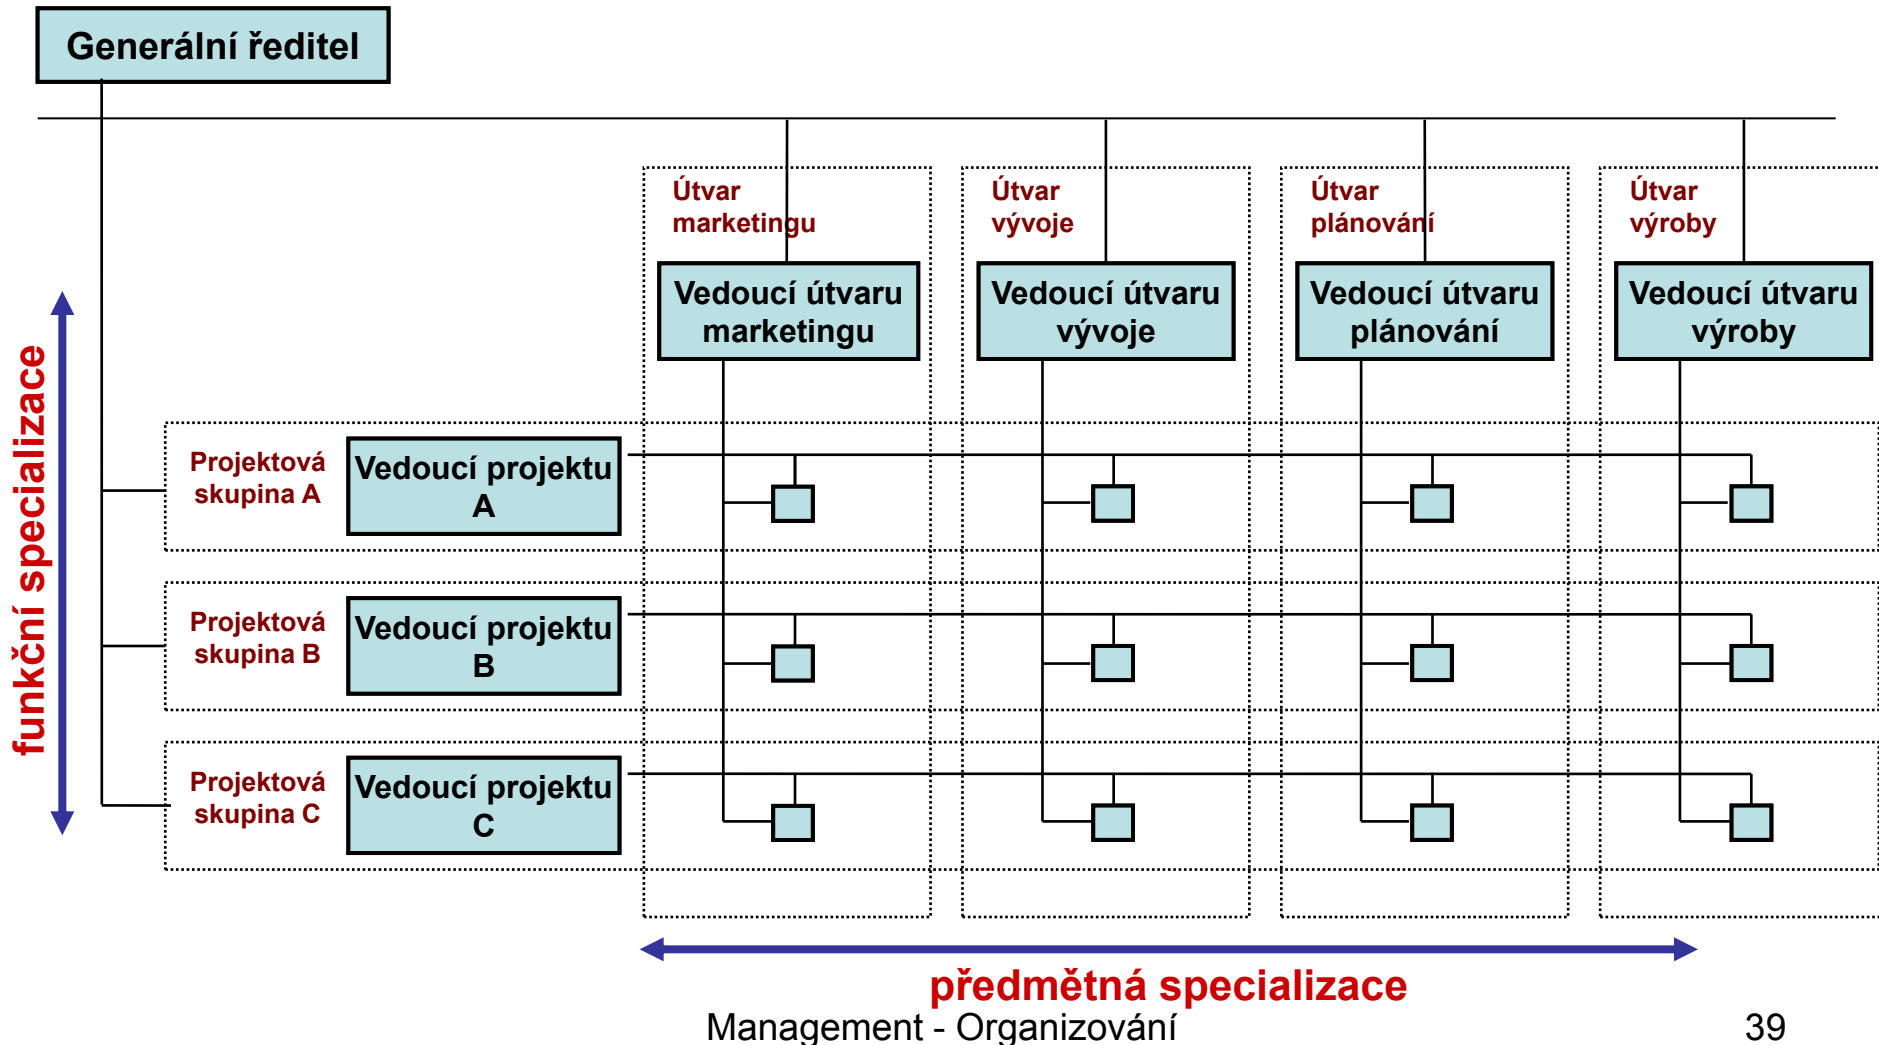 Generální ředitel
Útvar
marketingu
Útvar
vývoje
Útvar
plánování
Útvar
výroby
Vedoucí útvaru
marketingu
Vedoucí útvaru
vývoje
Vedoucí útvaru
plánování
Vedoucí útvaru
výroby
funkční specializace
Projektová
skupina A
Vedoucí projektu
A
Projektová
skupina B
Vedoucí projektu
B
Projektová
skupina C
Vedoucí projektu
C
předmětná specializace
Management - Organizování
39